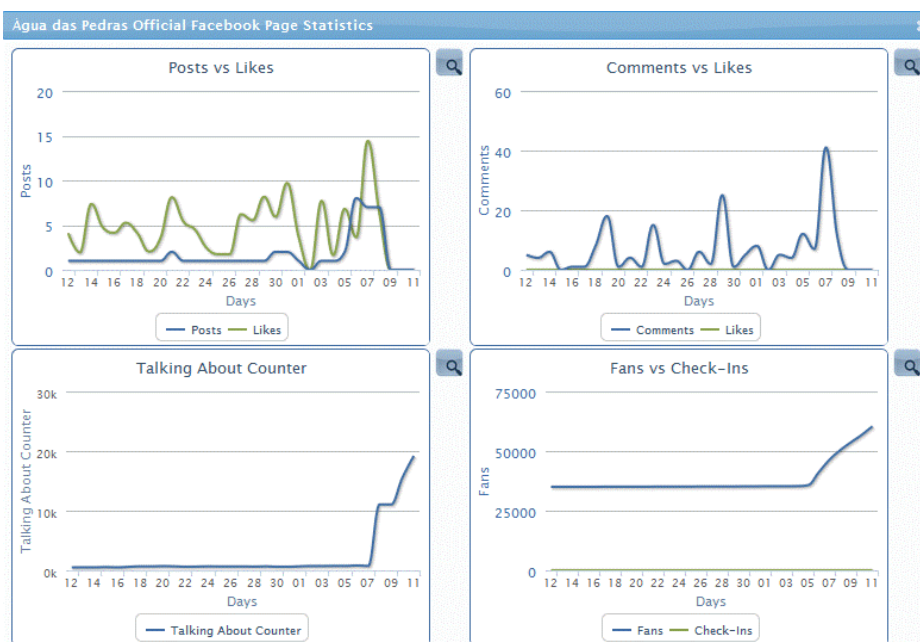 Água das Pedras Official Facebook Page Statistics
Posts vs Likes
20
15
10
5
0
Posts
12 14 16 18 20 22 24 26 28 30 01 03 05 07 09 11
Days
Posts Likes
Comments vs Likes
60
40
20
0
Comments
12 14 16 18 20 22 24 26 28 30 01 03 05 07 09 11
Days
Comments Likes
Talking About Counter
30k
20k
10k
0k
Talking About Counter
12 14 16 18 20 22 24 26 28 30 01 03 05 07 09 11
Days
Talking About Counter
Fans vs Check-Ins
75000
50000
25000
0
Fans
12 14 16 18 20 22 24 26 28 30 01 03 05 07 09 11
Days
Fans Check-Ins